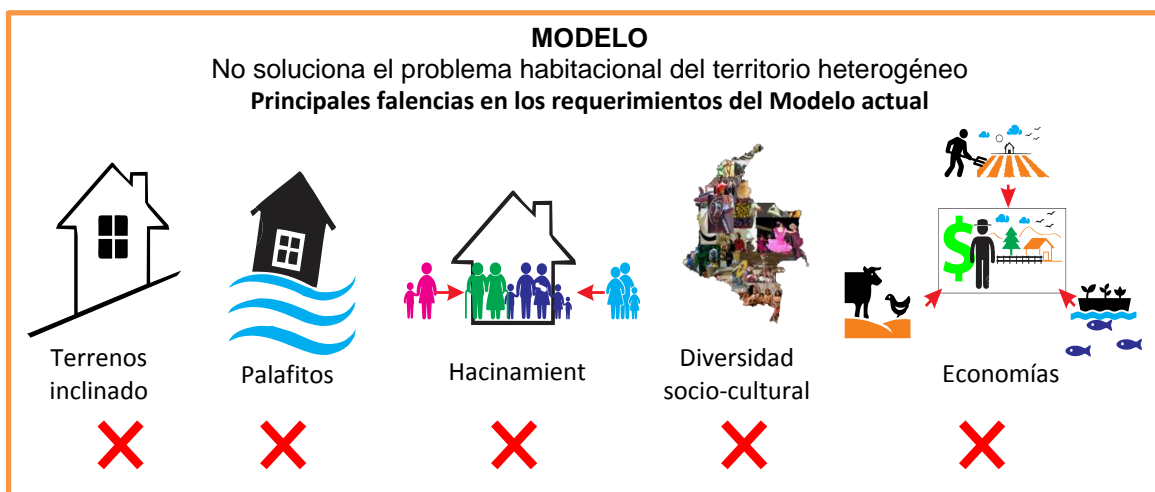 MODELO
No soluciona el problema habitacional del territorio heterogéneo
Principales falencias en los requerimientos del Modelo actual
$
Terrenos
inclinado
Palafitos
Hacinamient
Diversidad
socio-cultural
Economías